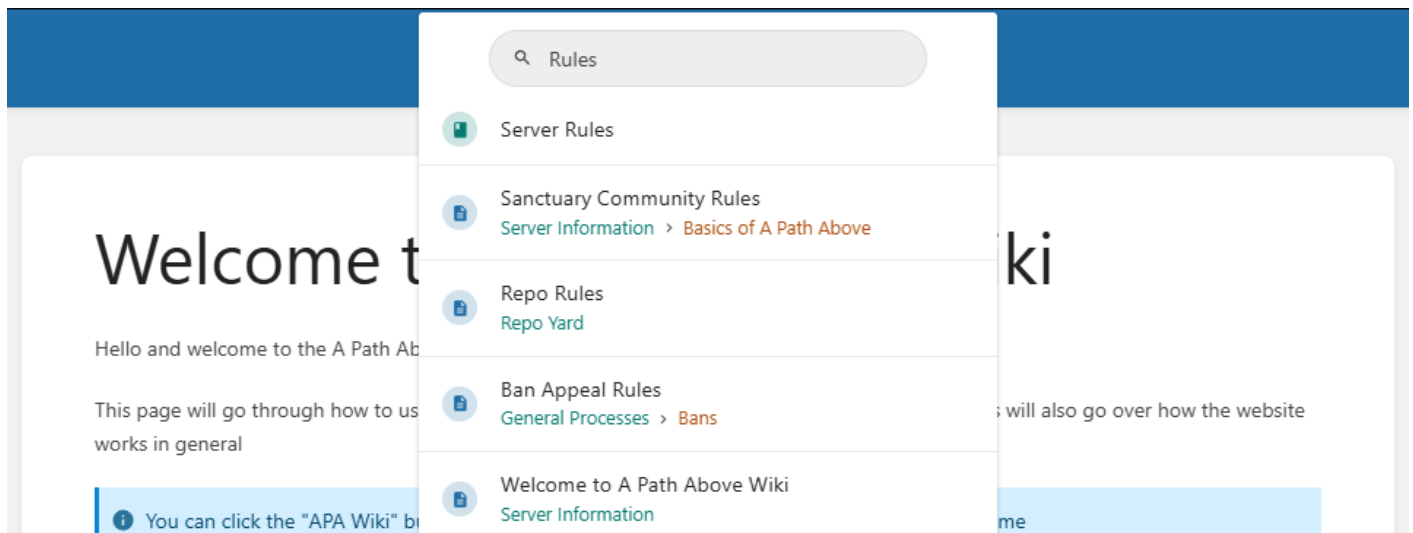 Rules
Server Rules
Sanctuary Community Rules
Server Information > Basics of A Path Above
Repo Rules
Repo Yard
Ban Appeal Rules
General Processes > Bans
Welcome to A Path Above Wiki
Server Information
Welcome t
ki
Hello and welcome to the A Path Ab
This page will go through how to us
s will also go over how the website
works in general
You can click the "APA Wiki" bu
me